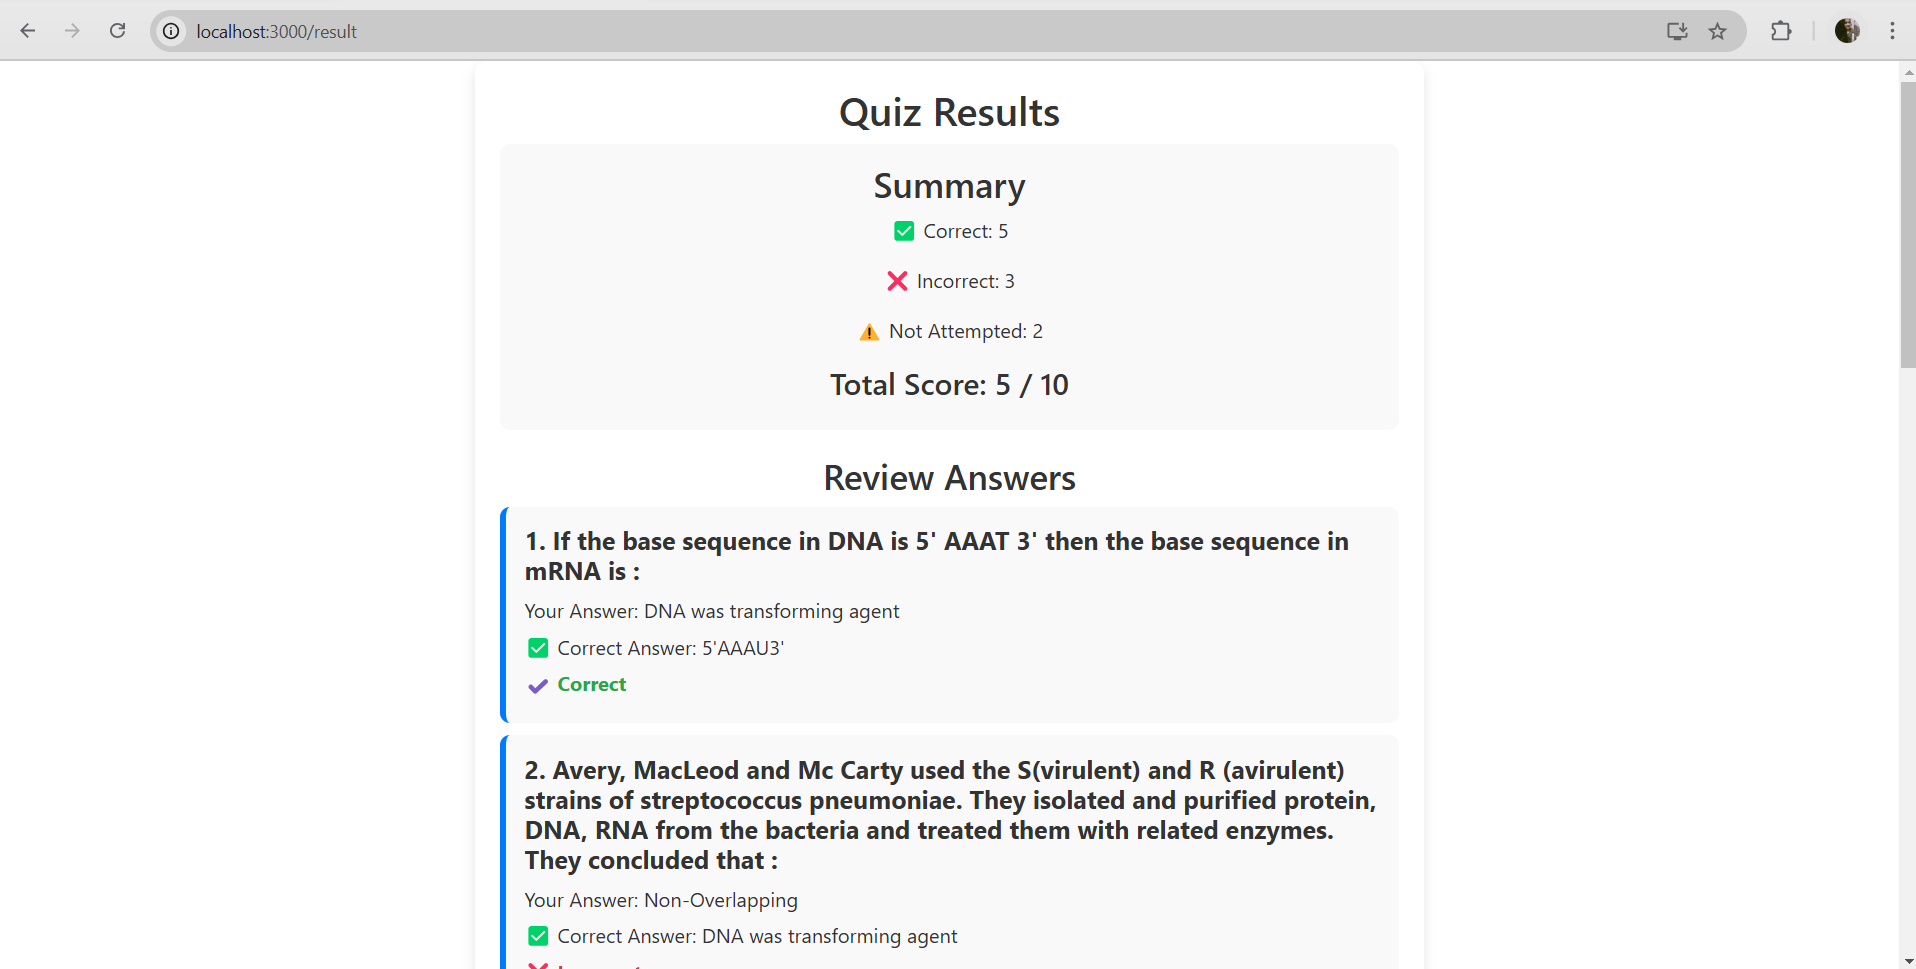 localhost:3000/result
Quiz Results
Summary
Correct: 5
Incorrect: 3
Not Attempted: 2
Total Score: 5 / 10
Review Answers
1. If the base sequence in DNA is 5' AAAT 3' then the base sequence in
mRNA is :
Your Answer: DNA was transforming agent
Correct Answer: 5'AAAU3'
Correct
2. Avery, MacLeod and Mc Carty used the S(virulent) and R (avirulent)
strains of streptococcus pneumoniae. They isolated and purified protein,
DNA, RNA from the bacteria and treated them with related enzymes.
They concluded that :
Your Answer: Non-Overlapping
Correct Answer: DNA was transforming agent